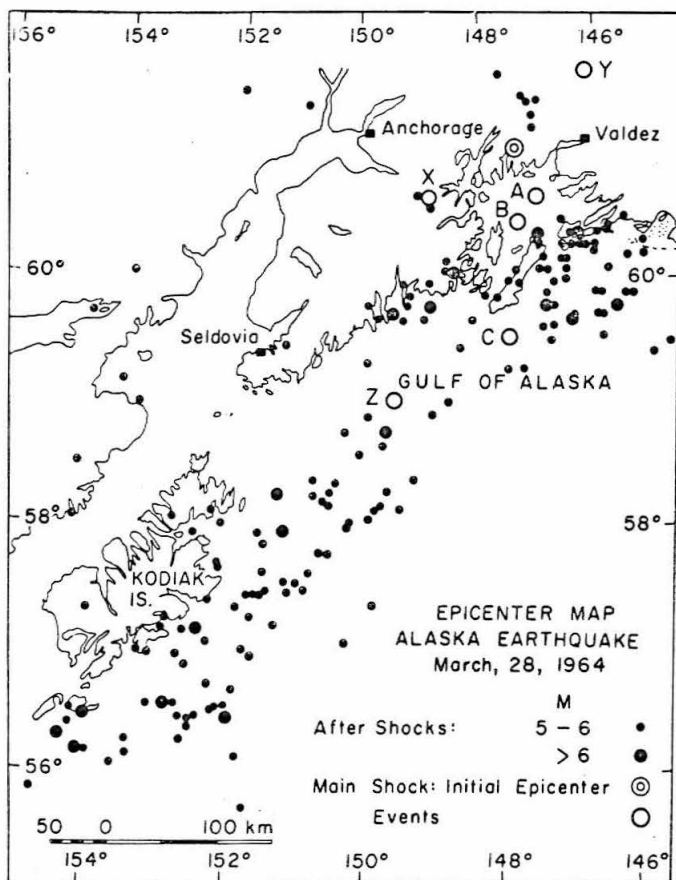 156° 154° 152° 150° 148° 146°
Y
Anchorage
Valdez
X
A
B
60° 60°
Seldovia
C
GULF OF ALASKA
Z
58° 58°
KODIAK
IS.
EPICENTER MAP
ALASKA EARTHQUAKE
March, 28, 1964
M
After Shocks: 5 - 6
> 6
56°
Main Shock: Initial Epicenter
Events
50 0 100 km
154° 152° 150° 148° 146°